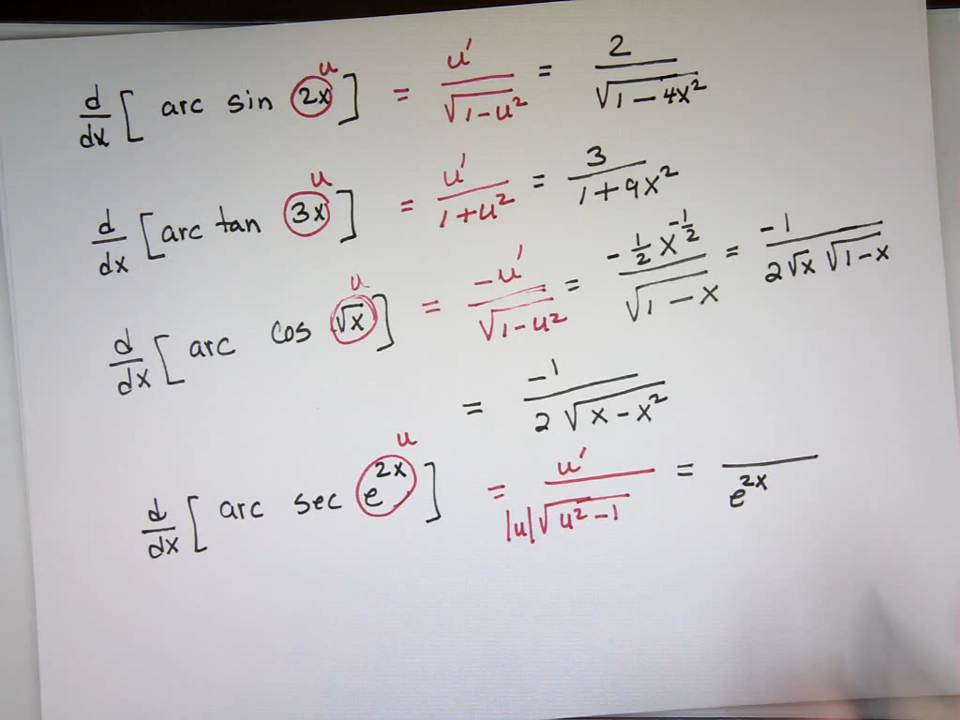 d/dx [ arc sin 2x ] u = u'/√(1-u²) = 2/√(1-4x²)
d/dx [ arc tan 3x ] u = u'/(1+u²) = 3/(1+9x²)
d/dx [ arc cos √x ] u = -u'/√(1-u²) = -½x^(-½)/√(1-x) = -1/(2√x √(1-x))
= -1/(2√(x-x²))
d/dx [ arc sec e^(2x) ] u = u'/(|u|√(u²-1)) = /e^(2x)